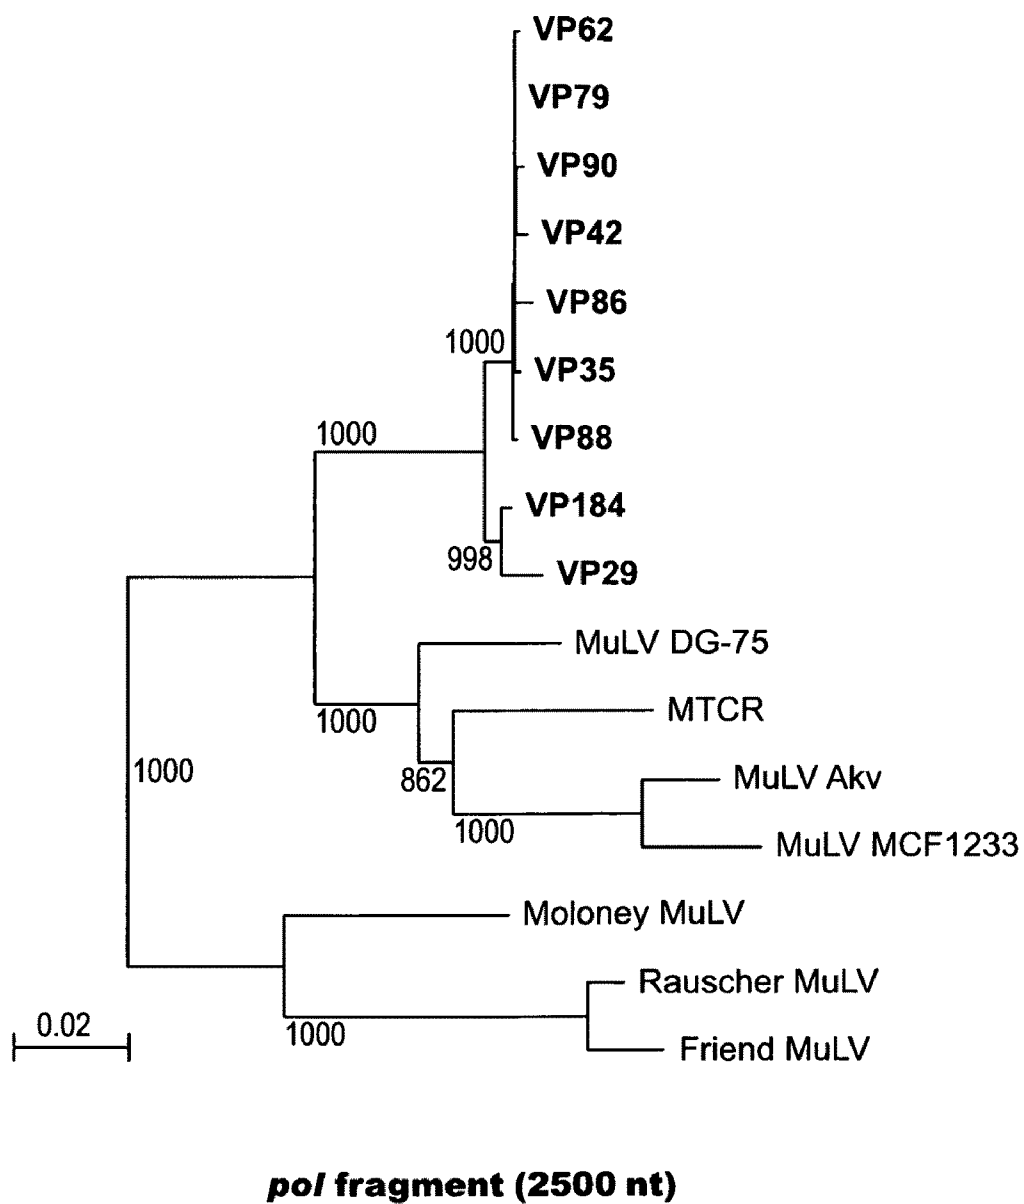 VP62
VP79
VP90
VP42
VP86
1000
VP35
1000
VP88
VP184
998
VP29
MuLV DG-75
MTCR
1000
1000
862
MuLV Akv
1000
MuLV MCF1233
Moloney MuLV
Rauscher MuLV
0.02
1000
Friend MuLV
pol fragment (2500 nt)